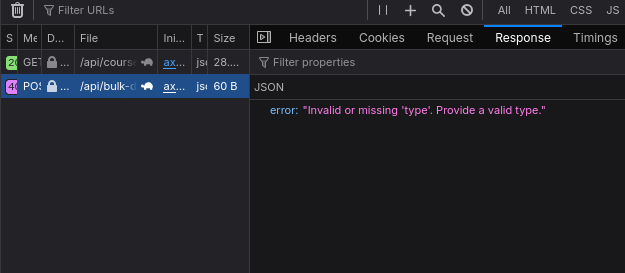 Filter URLs
All HTML CSS JS
S Me D... File Ini... T Size
Headers Cookies Request Response Timings
20 GET ... /api/cours ax... js 28....
Filter properties
40 POS ... /api/bulk-d ax... js 60 B
JSON
error: "Invalid or missing 'type'. Provide a valid type."